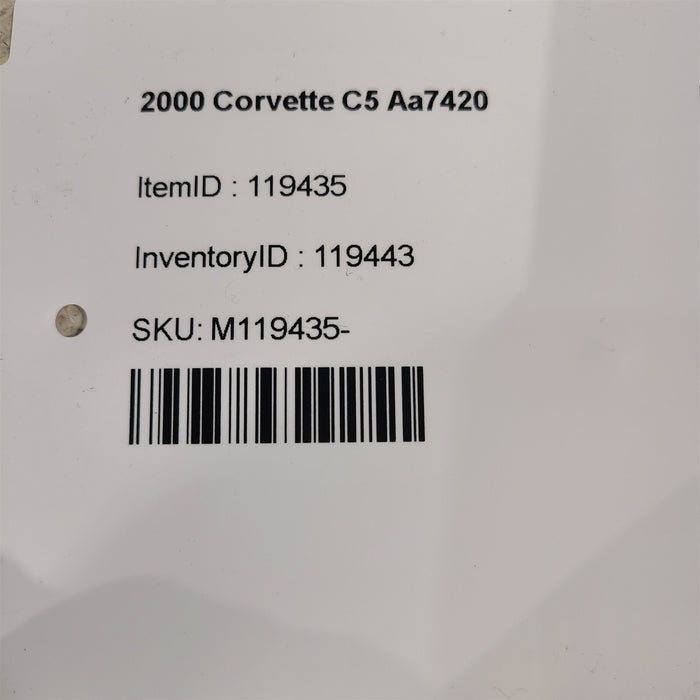 2000 Corvette C5 Aa7420
ItemID : 119435
InventoryID : 119443
SKU: M119435-